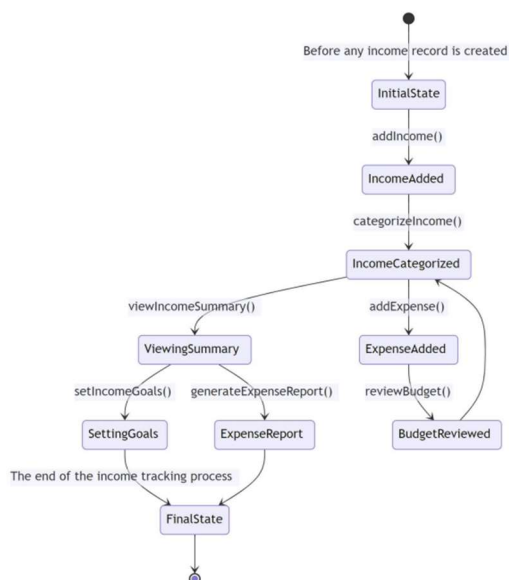 Before any income record is created
InitialState
addIncome()
IncomeAdded
categorizeIncome()
IncomeCategorized
viewIncomeSummary()
addExpense()
ViewingSummary
ExpenseAdded
setIncomeGoals()
generateExpenseReport()
reviewBudget()
SettingGoals
ExpenseReport
BudgetReviewed
The end of the income tracking process
FinalState